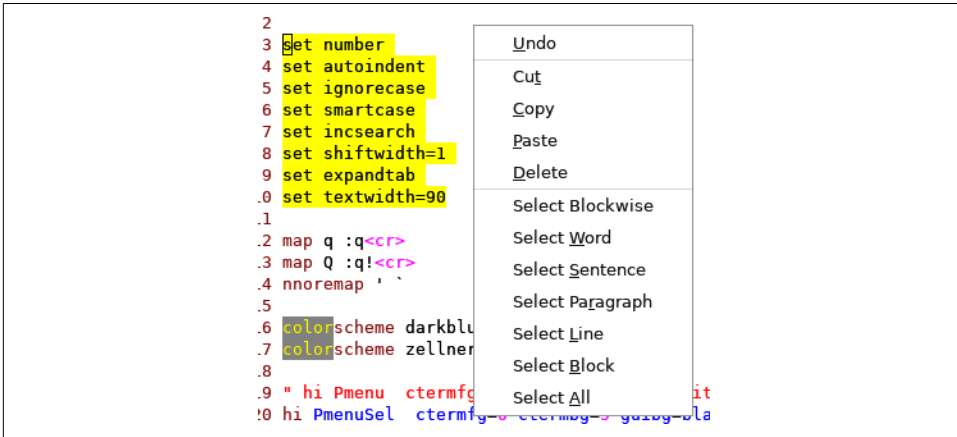 2
3 set number
4 set autoindent
5 set ignorecase
6 set smartcase
7 set incsearch
8 set shiftwidth=1
9 set expandtab
.0 set textwidth=90
.1
.2 map q :q<cr>
.3 map Q :q!<cr>
.4 nnoremap ' `
.5
.6 colorscheme darkblu
.7 colorscheme zellner
.8
.9 " hi Pmenu ctermfg it
20 hi PmenuSel ctermfg
Undo
Cut
Copy
Paste
Delete
Select Blockwise
Select Word
Select Sentence
Select Paragraph
Select Line
Select Block
Select All